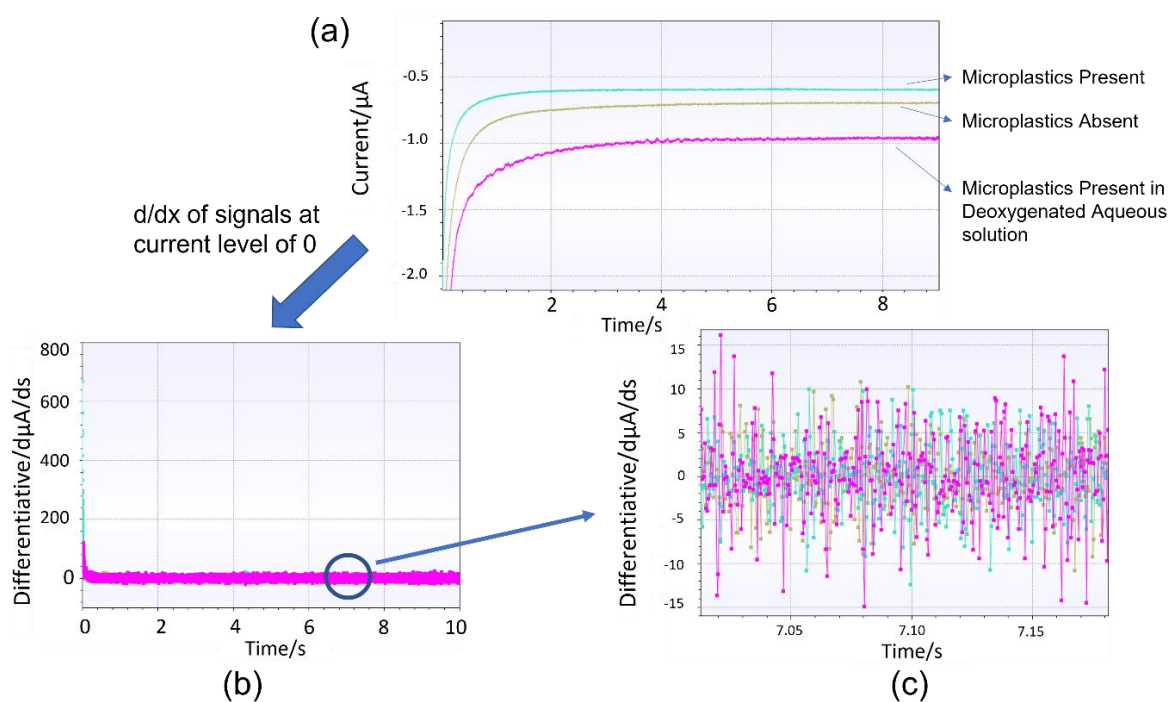 (a)
Current/µA
-0.5
-1.0
-1.5
-2.0
2
4
6
8
Time/s
Microplastics Present
Microplastics Absent
Microplastics Present in
Deoxygenated Aqueous
solution
d/dx of signals at
current level of 0
Differentiative/dµA/ds
800
600
400
200
0
0
2
4
6
8
10
Time/s
(b)
Differentiative/dµA/ds
15
10
5
0
-5
-10
-15
7.05
7.10
7.15
Time/s
(c)